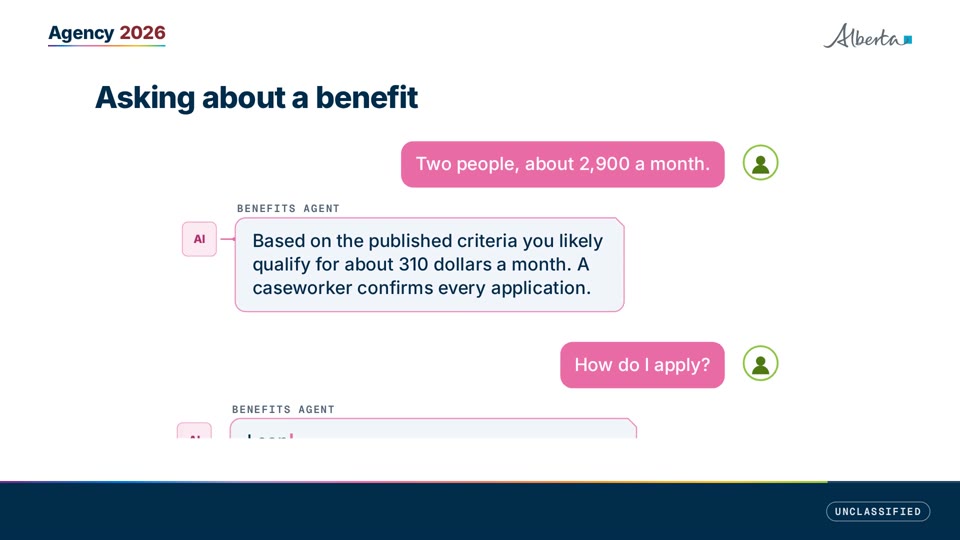 Agency 2026
Alberta
Asking about a benefit
Two people, about 2,900 a month.
BENEFITS AGENT
AI
Based on the published criteria you likely
qualify for about 310 dollars a month. A
caseworker confirms every application.
How do I apply?
BENEFITS AGENT
AI
I can
UNCLASSIFIED